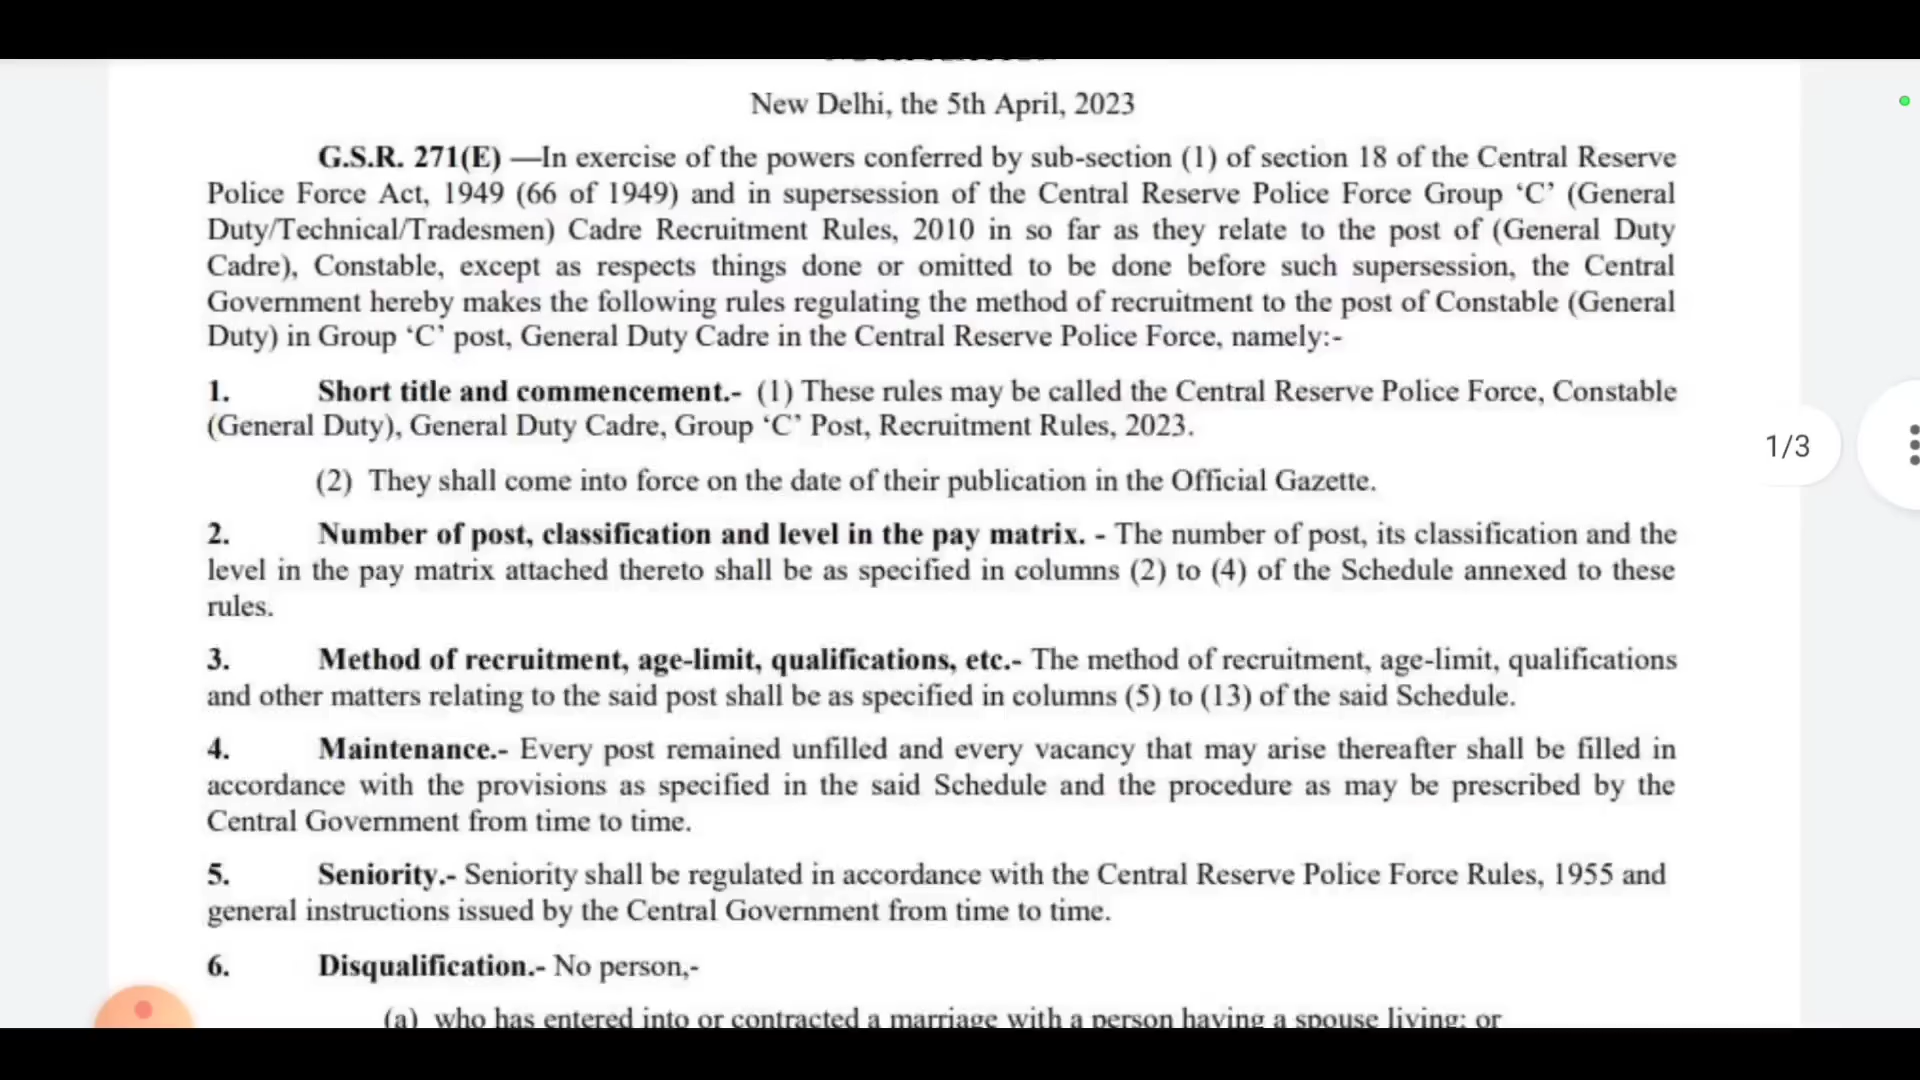 New Delhi, the 5th April, 2023
G.S.R. 271(E) —In exercise of the powers conferred by sub-section (1) of section 18 of the Central Reserve
Police Force Act, 1949 (66 of 1949) and in supersession of the Central Reserve Police Force Group ‘C’ (General
Duty/Technical/Tradesmen) Cadre Recruitment Rules, 2010 in so far as they relate to the post of (General Duty
Cadre), Constable, except as respects things done or omitted to be done before such supersession, the Central
Government hereby makes the following rules regulating the method of recruitment to the post of Constable (General
Duty) in Group ‘C’ post, General Duty Cadre in the Central Reserve Police Force, namely:-
1. Short title and commencement.- (1) These rules may be called the Central Reserve Police Force, Constable
(General Duty), General Duty Cadre, Group ‘C’ Post, Recruitment Rules, 2023.
1/3
(2) They shall come into force on the date of their publication in the Official Gazette.
2. Number of post, classification and level in the pay matrix. - The number of post, its classification and the
level in the pay matrix attached thereto shall be as specified in columns (2) to (4) of the Schedule annexed to these
rules.
3. Method of recruitment, age-limit, qualifications, etc.- The method of recruitment, age-limit, qualifications
and other matters relating to the said post shall be as specified in columns (5) to (13) of the said Schedule.
4. Maintenance.- Every post remained unfilled and every vacancy that may arise thereafter shall be filled in
accordance with the provisions as specified in the said Schedule and the procedure as may be prescribed by the
Central Government from time to time.
5. Seniority.- Seniority shall be regulated in accordance with the Central Reserve Police Force Rules, 1955 and
general instructions issued by the Central Government from time to time.
6. Disqualification.- No person,-
(a) who has entered into or contracted a marriage with a person having a spouse living; or